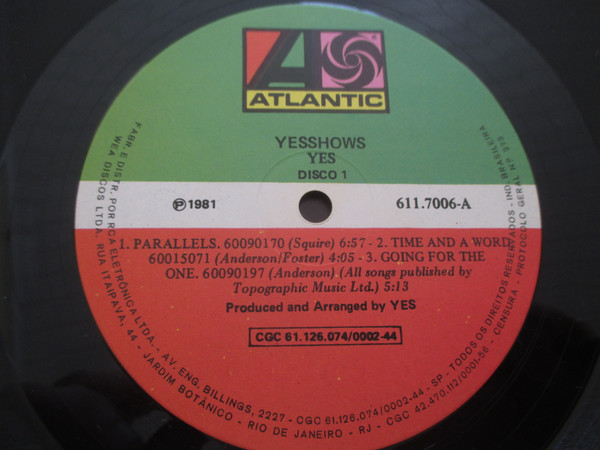 ATLANTIC
YESSHOWS
YES
DISCO 1
℗1981
611.7006-A
1. PARALLELS. 60090170 (Squire) 6:57 - 2. TIME AND A WORD
60015071 (Anderson/Foster) 4:05 - 3. GOING FOR THE
ONE. 60090197 (Anderson) (All songs published by
Topographic Music Ltd.) 5:13
Produced and Arranged by YES
CGC 61.126.074/0002-44
FABR. E DISTR. POR RCA ELETRÔNICA LTDA. - AV. ENG. BILLINGS, 2227 - CGC 61.126.074/0002-44 - SP - TODOS OS DIREITOS RESERVADOS - IND. BRASILEIRA
WEA DISCOS LTDA. RUA ITAIPAVA, 44 - JARDIM BOTÂNICO - RIO DE JANEIRO - RJ - CGC 42.470.112/0001-56 - CENSURA - PROTOCOLO GERAL Nº